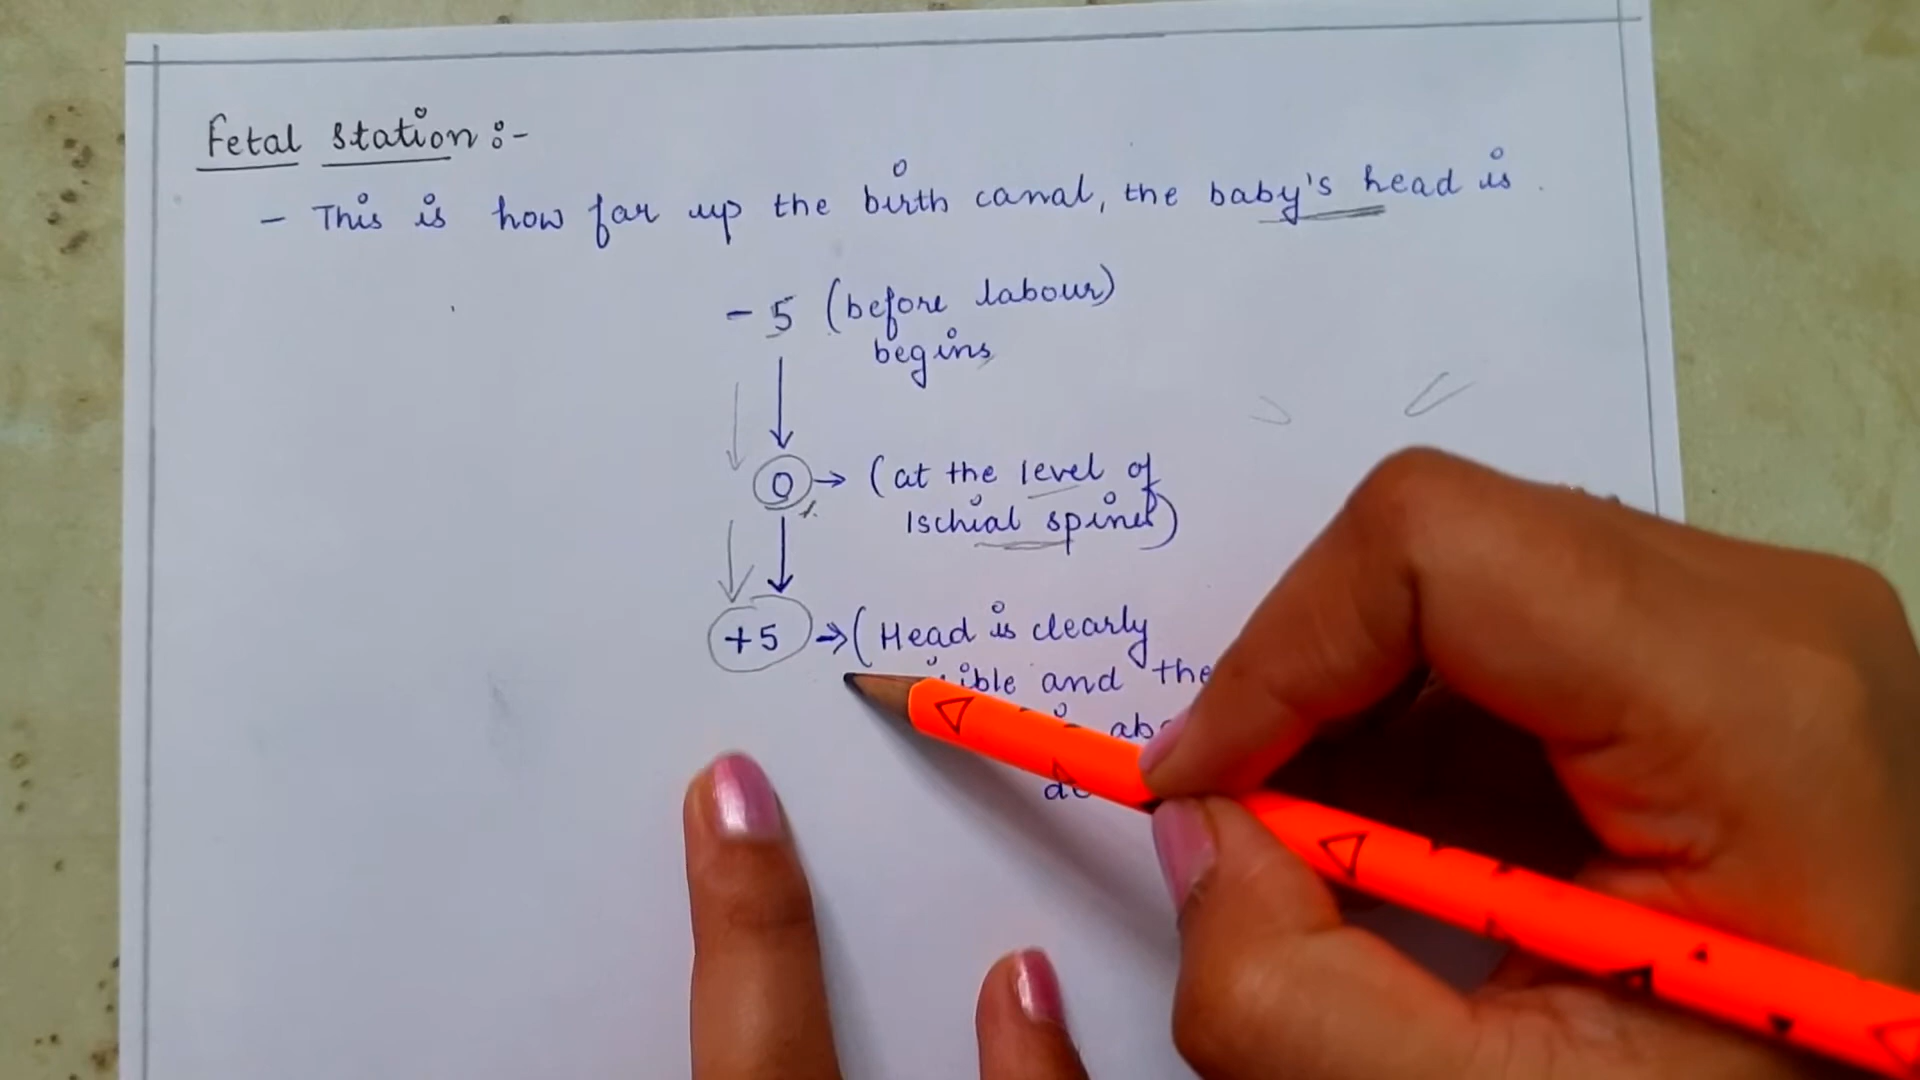 Fetal station :-
- This is how far up the birth canal, the baby's head is.
- 5 (before labour)
begins
0 → (at the level of
Ischial spines)
+5 → (Head is clearly
and the